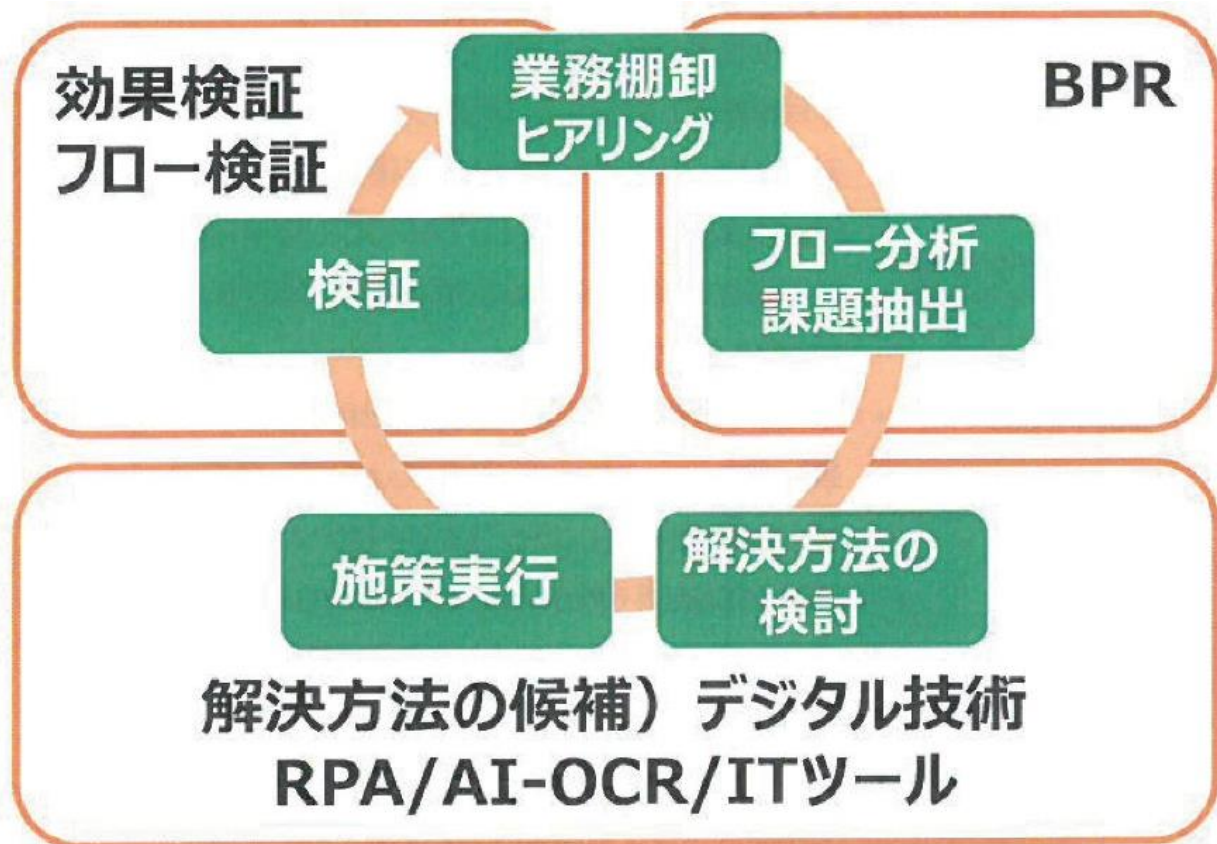 効果検証
フロー検証
業務棚卸
ヒアリング
BPR
検証
フロー分析
課題抽出
施策実行
解決方法の
検討
解決方法の候補）デジタル技術
RPA/AI-OCR/ITツール